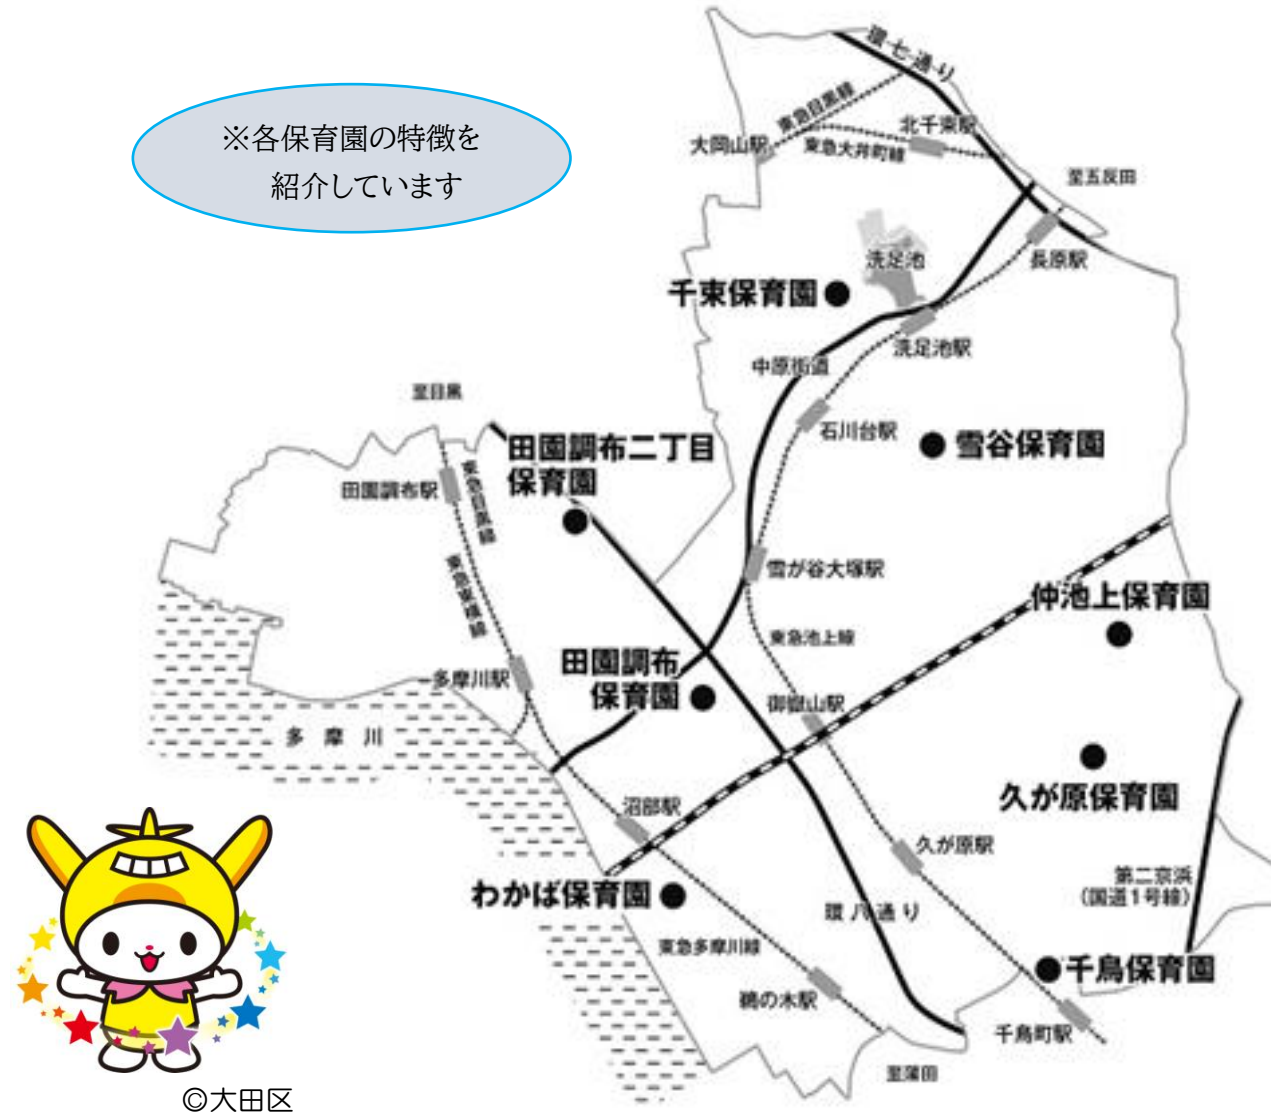 ※各保育園の特徴を
紹介しています
環七通り
東急目黒線
北千束駅
大岡山駅
東急大井町線
至五反田
洗足池
長原駅
千束保育園
洗足池駅
中原街道
至目黒
石川台駅
雪谷保育園
田園調布二丁目
保育園
田園調布駅
東急目黒線
雪が谷大塚駅
東急東横線
仲池上保育園
東急池上線
田園調布
保育園
多摩川駅
御嶽山駅
多摩川
久が原保育園
沼部駅
久が原駅
第二京浜
(国道1号線)
わかば保育園
環八通り
東急多摩川線
千鳥保育園
鵜の木駅
千鳥町駅
至蒲田
©大田区